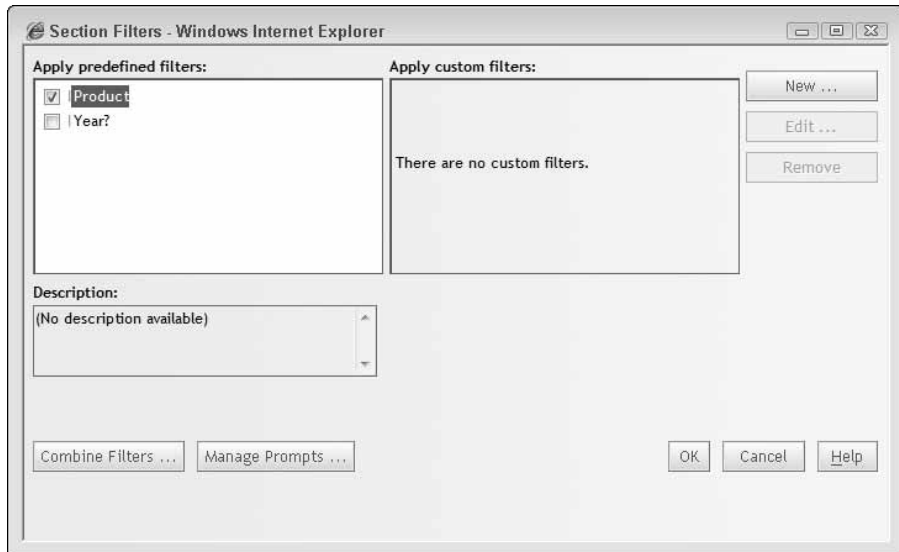 Section Filters - Windows Internet Explorer
Apply predefined filters:
Product
Year?
Apply custom filters:
There are no custom filters.
New ...
Edit ...
Remove
Description:
(No description available)
Combine Filters ...
Manage Prompts ...
OK
Cancel
Help